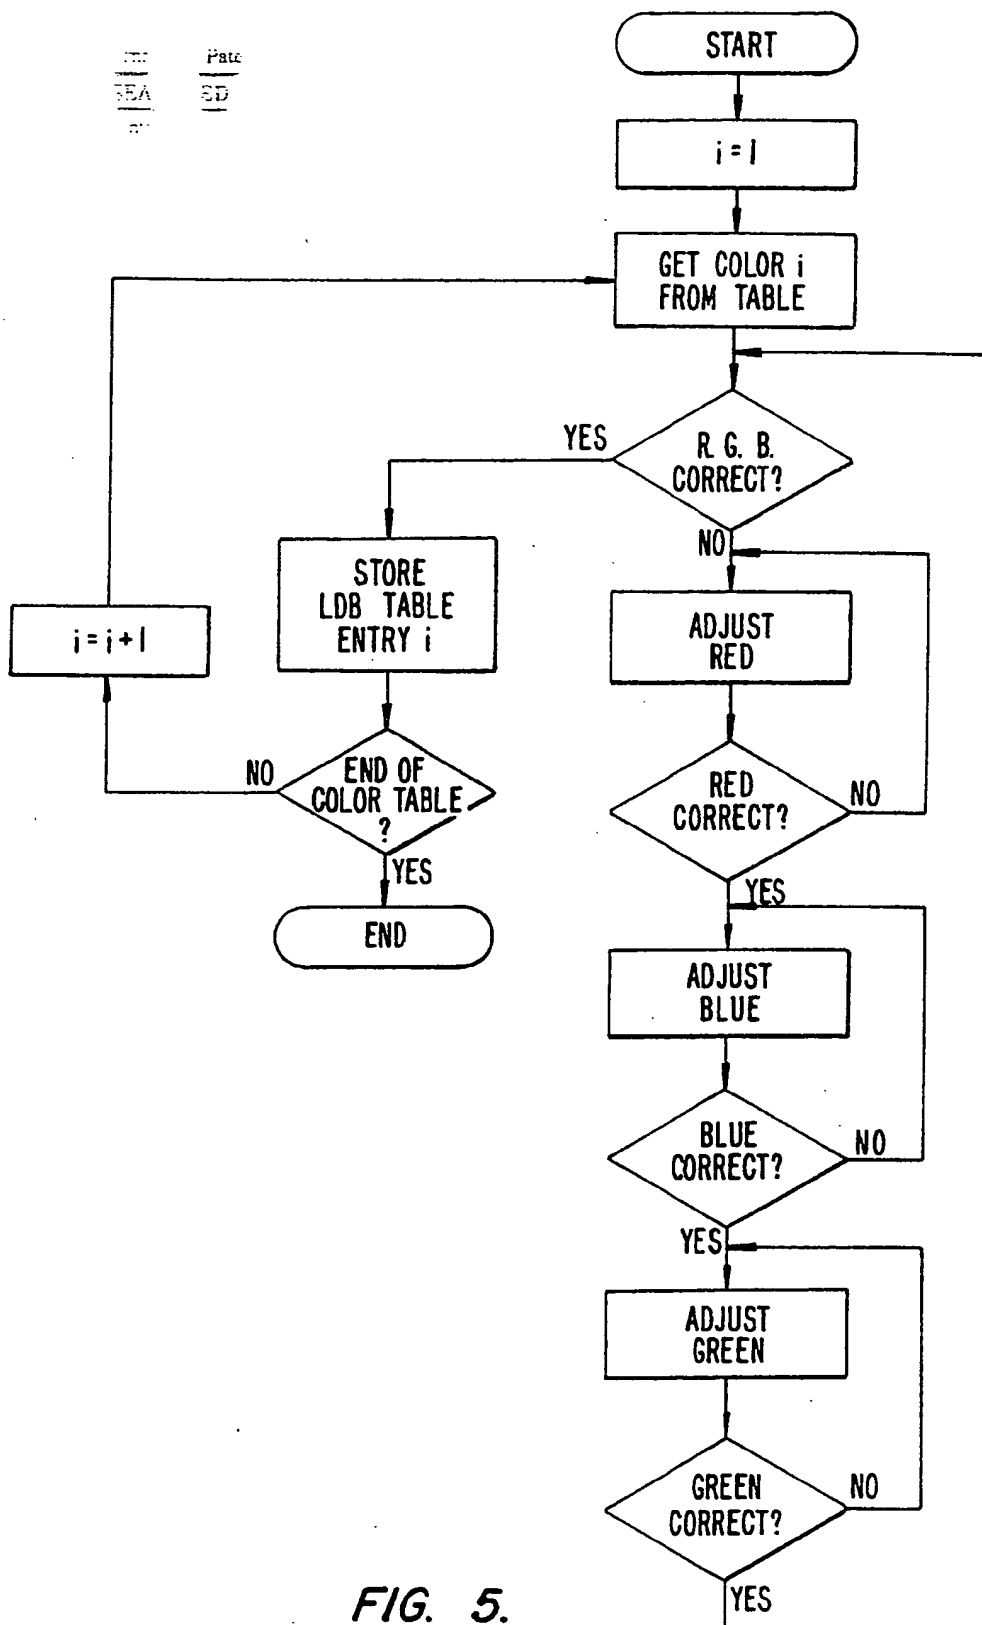 START
i = 1
GET COLOR i
FROM TABLE
YES
R. G. B.
CORRECT?
NO
STORE
LDB TABLE
ENTRY i
i = i + 1
ADJUST
RED
NO
END OF
COLOR TABLE
?
YES
END
RED
CORRECT?
NO
YES
ADJUST
BLUE
BLUE
CORRECT?
NO
YES
ADJUST
GREEN
GREEN
CORRECT?
NO
YES
FIG. 5.